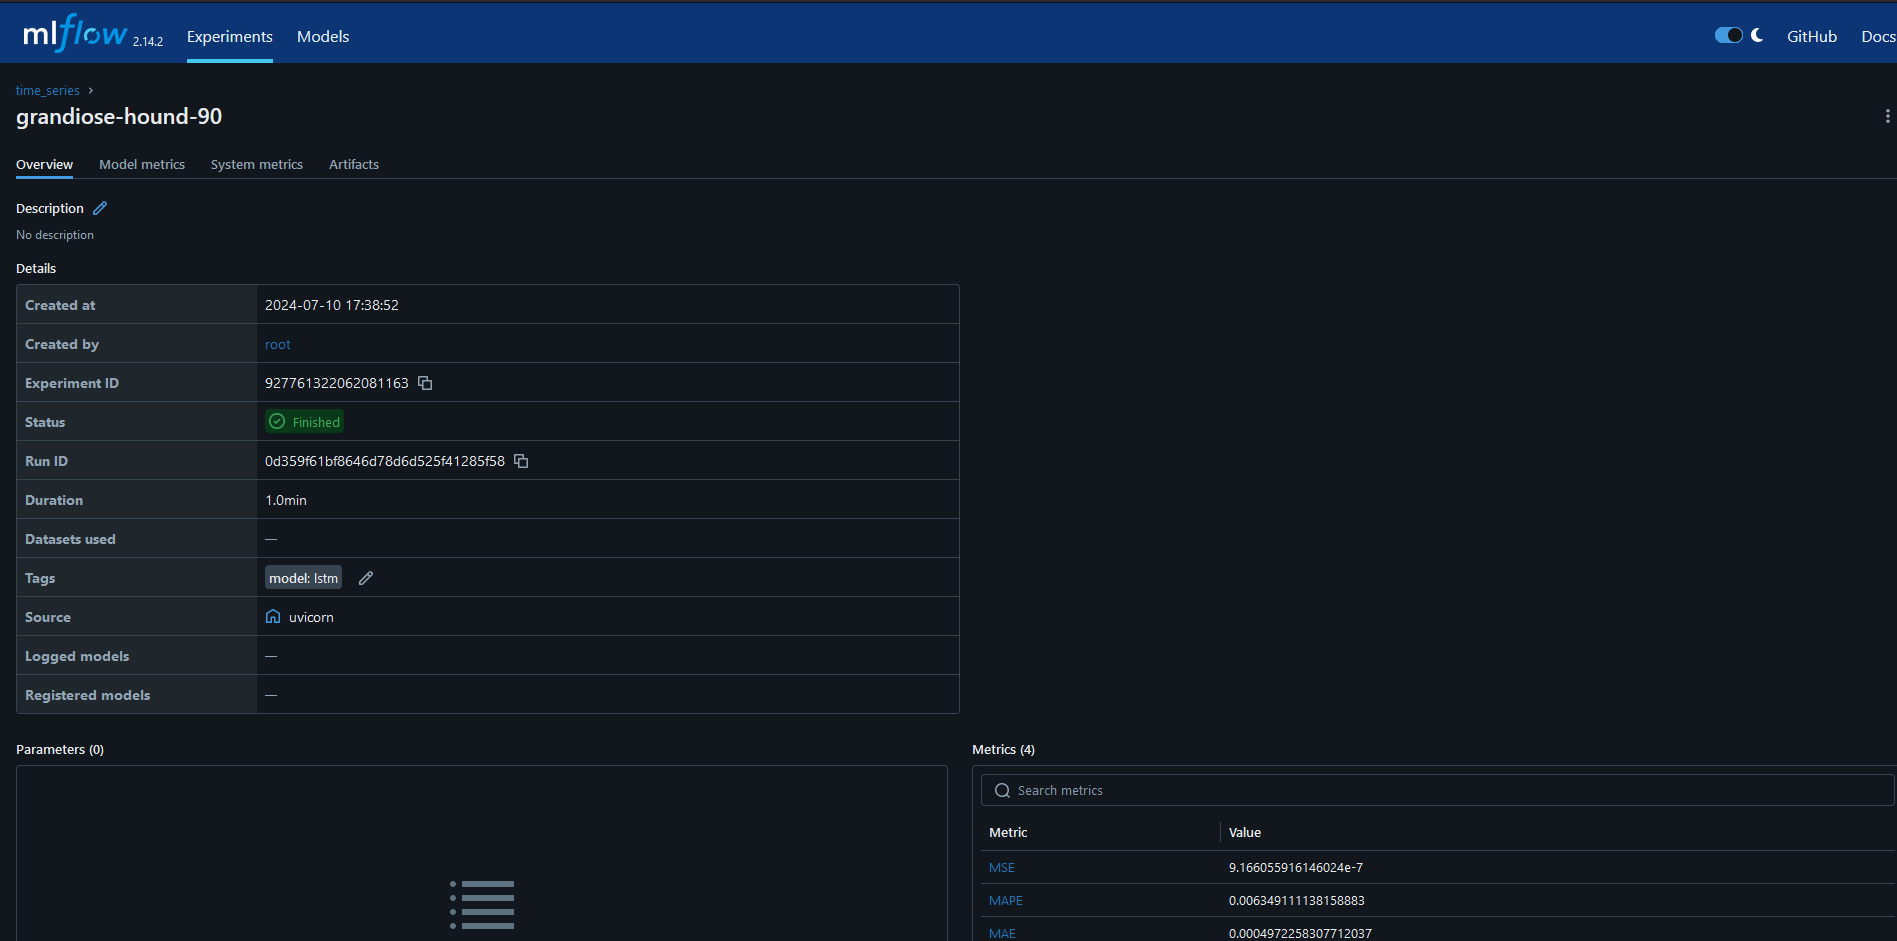 mlflow 2.14.2 Experiments Models GitHub Docs
time_series
grandiose-hound-90
Overview Model metrics System metrics Artifacts
Description
No description
Details
Created at 2024-07-10 17:38:52
Created by root
Experiment ID 927761322062081163
Status Finished
Run ID 0d359f61bf8646d78d6d525f41285f58
Duration 1.0min
Datasets used —
Tags model: lstm
Source uvicorn
Logged models —
Registered models —
Parameters (0)
Metrics (4)
Search metrics
Metric Value
MSE 9.166055916146024e-7
MAPE 0.006349111138158883
MAE 0.0004972258307712037